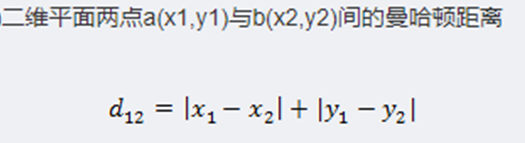 二维平面两点a(x1,y1)与b(x2,y2)间的曼哈顿距离
d₁₂ = |x₁ − x₂| + |y₁ − y₂|